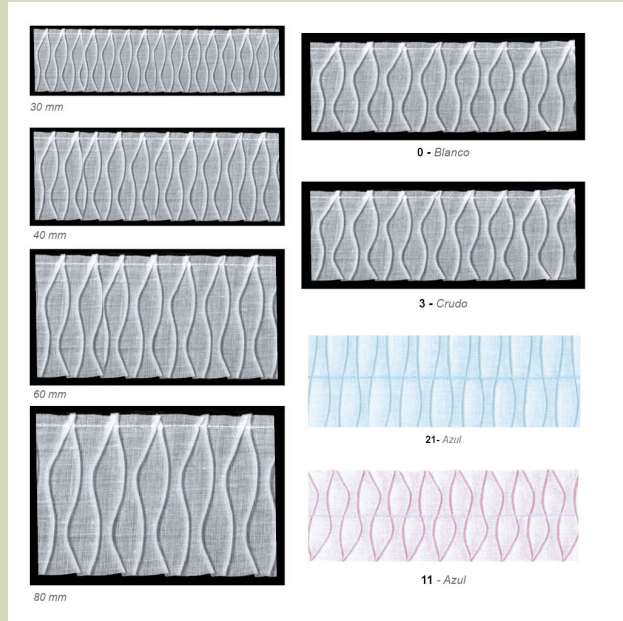 30 mm
40 mm
60 mm
80 mm
0 - Blanco
3 - Crudo
21- Azul
11 - Azul